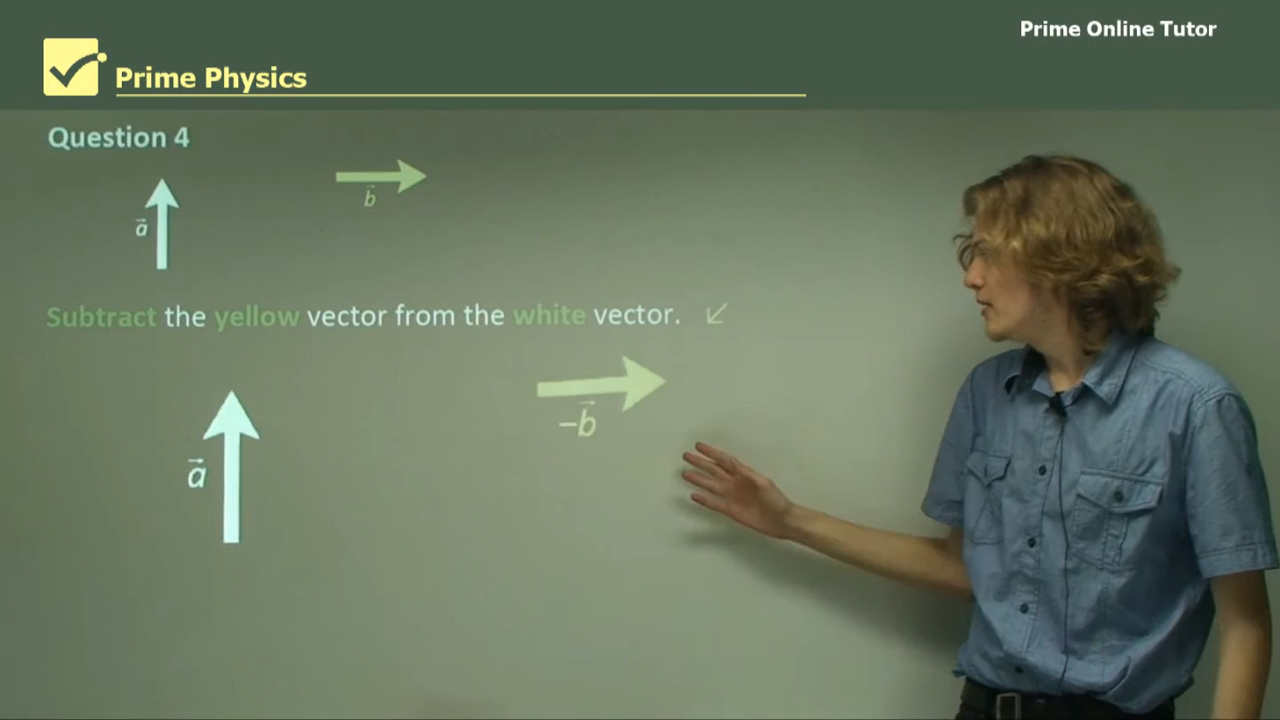 Prime Online Tutor
Prime Physics
Question 4
a⃗
b⃗
Subtract the yellow vector from the white vector.
−b⃗
a⃗